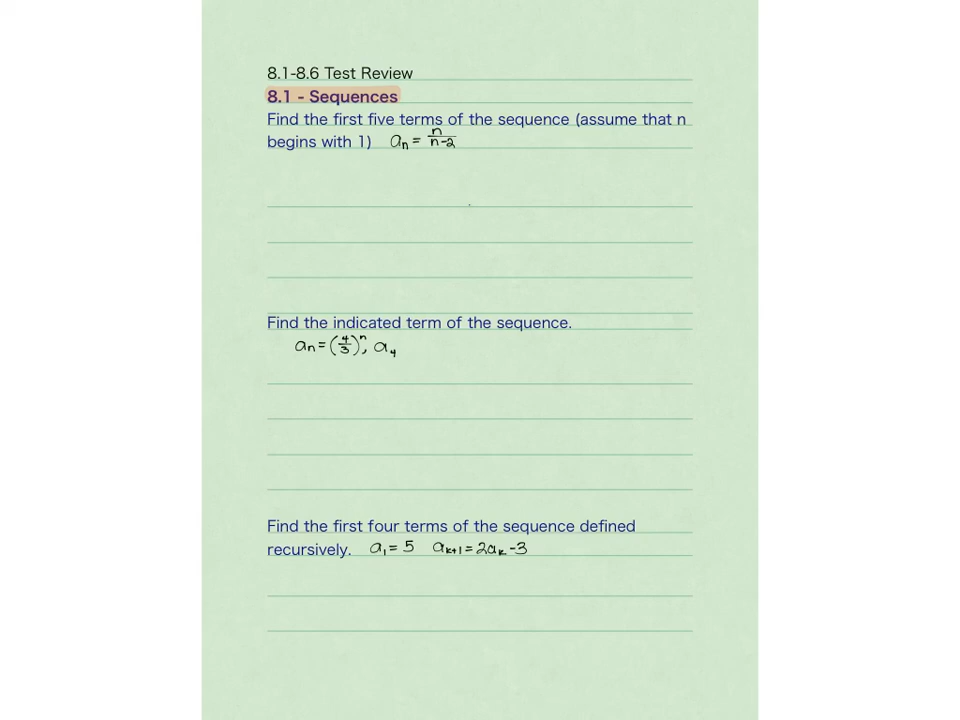 8.1-8.6 Test Review
8.1 - Sequences
Find the first five terms of the sequence (assume that n
begins with 1) aₙ = n/(n-2)
Find the indicated term of the sequence.
aₙ = (4/3)ⁿ, a₄
Find the first four terms of the sequence defined
recursively. a₁ = 5 aₖ₊₁ = 2aₖ - 3